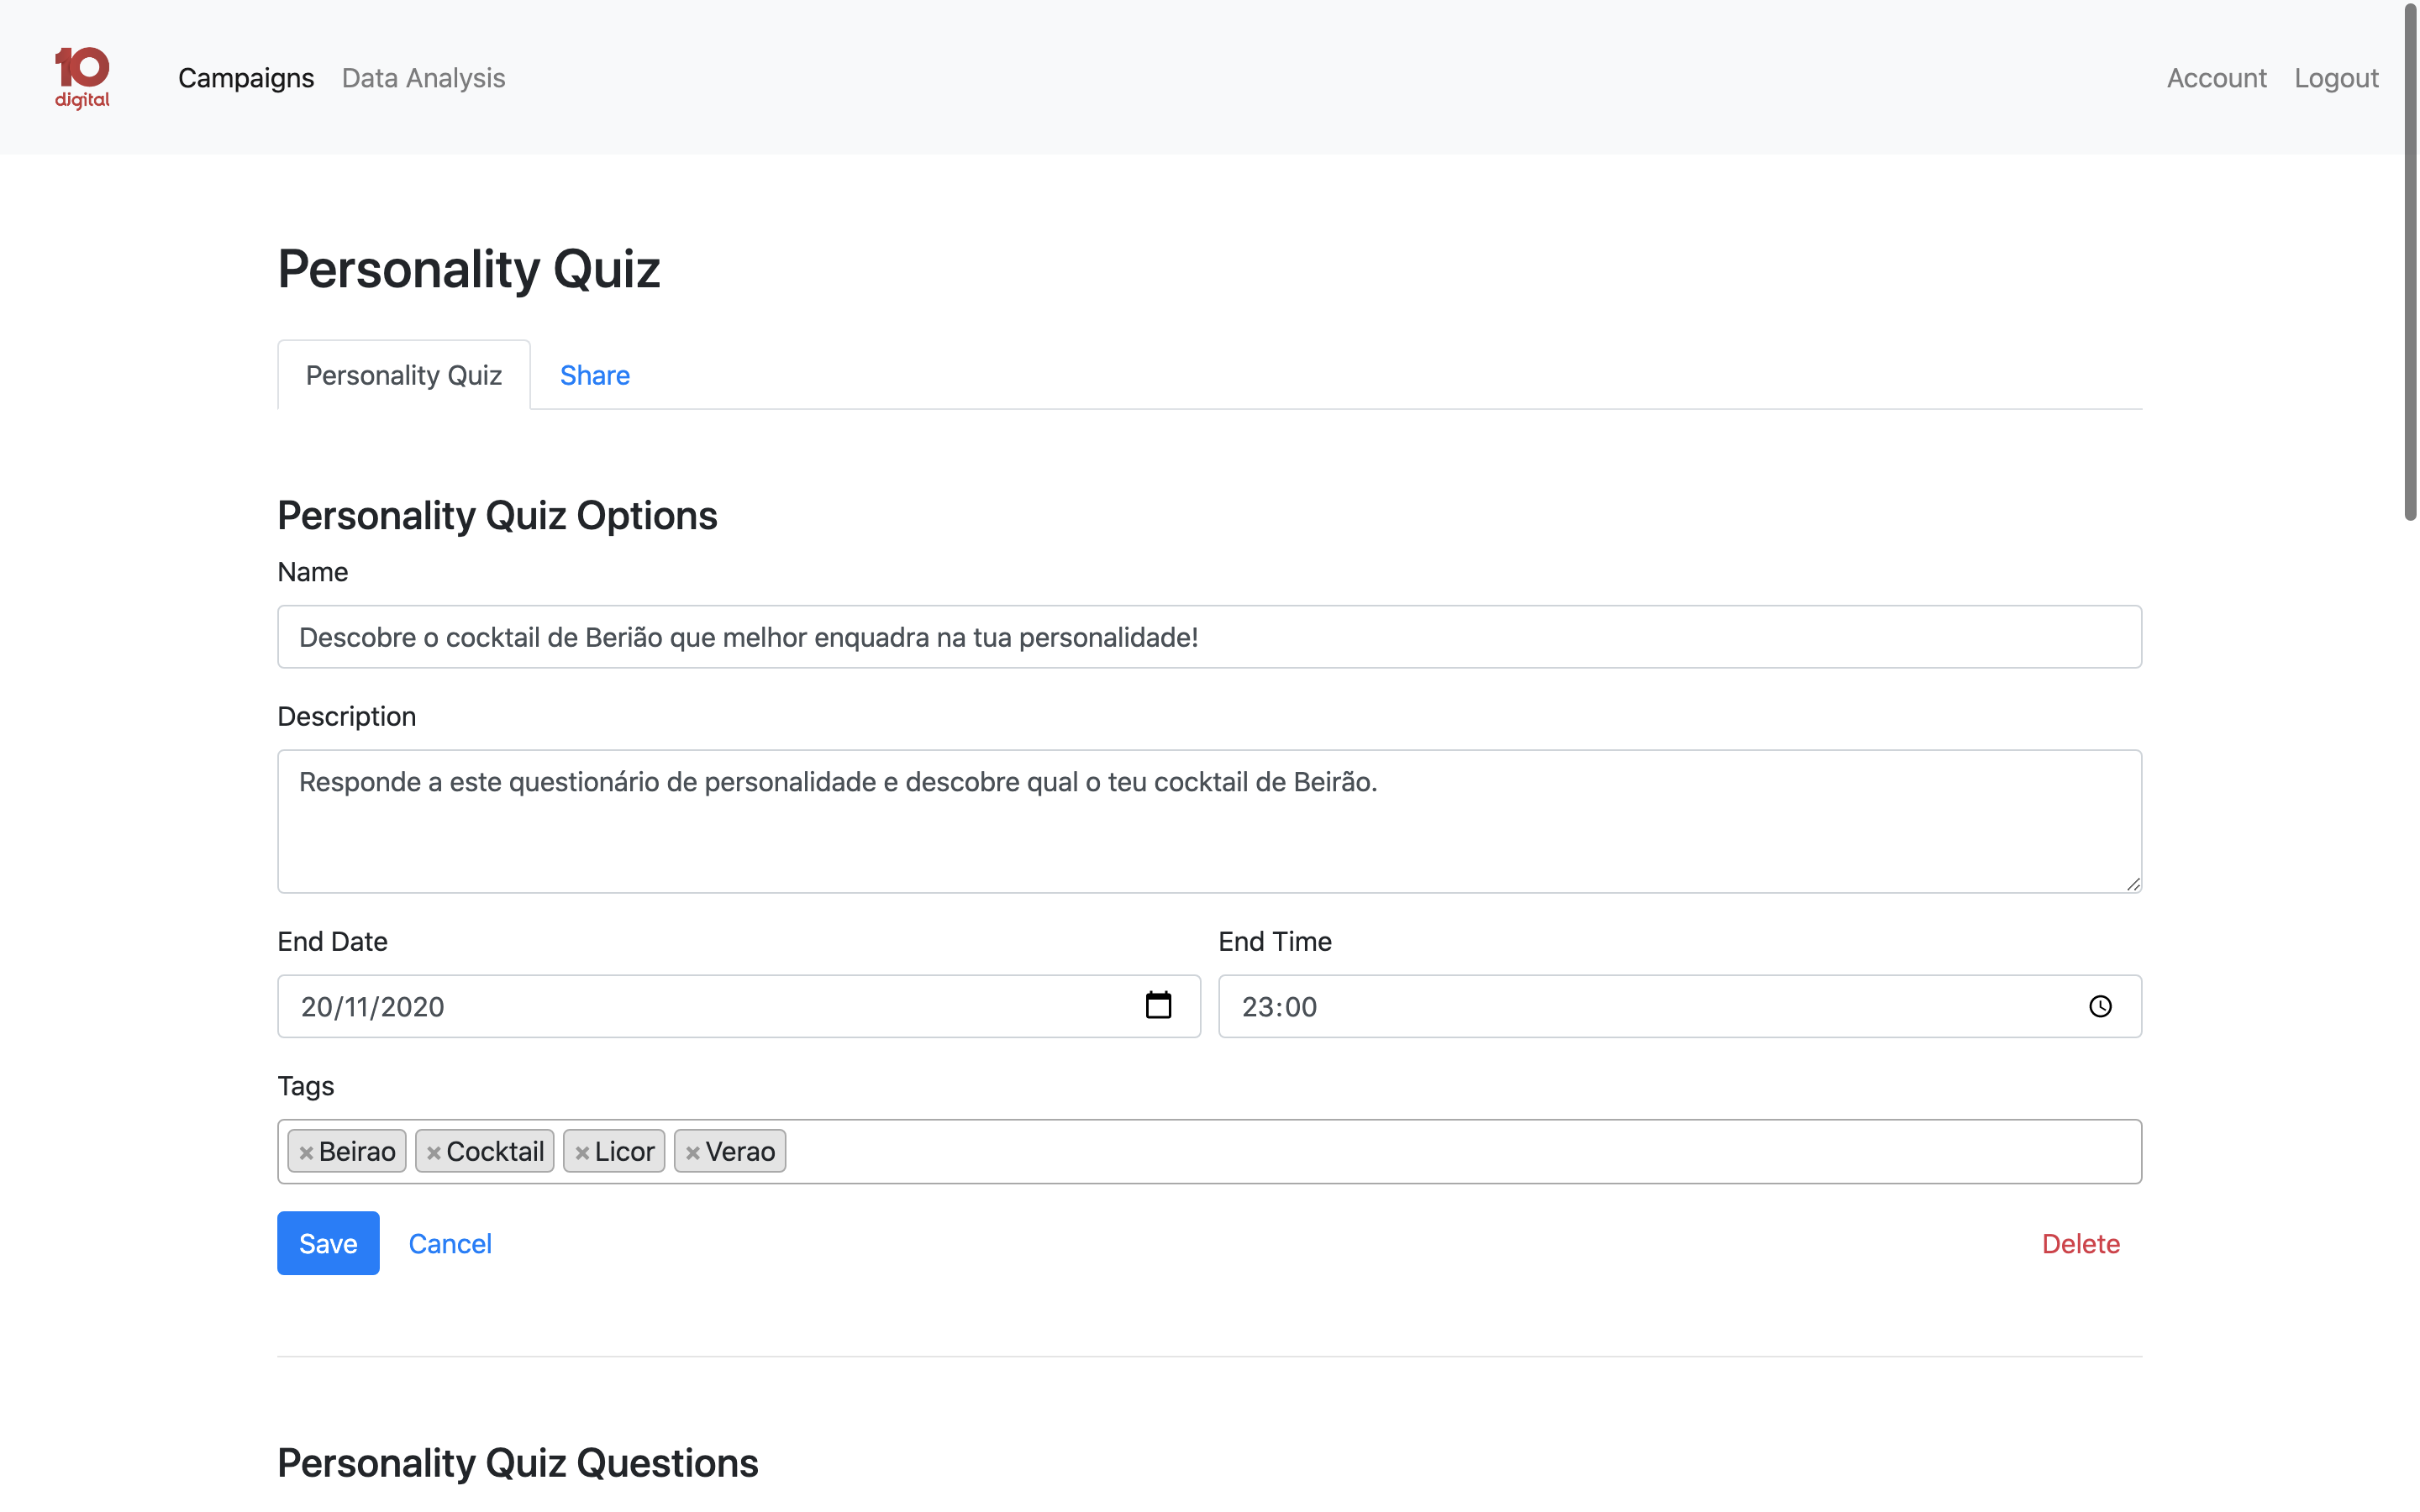 10
digital
Campaigns Data Analysis Account Logout
Personality Quiz
Personality Quiz Share
Personality Quiz Options
Name
Descobre o cocktail de Berião que melhor enquadra na tua personalidade!
Description
Responde a este questionário de personalidade e descobre qual o teu cocktail de Beirão.
End Date End Time
20/11/2020 23:00
Tags
×Beirao ×Cocktail ×Licor ×Verao
Save Cancel Delete
Personality Quiz Questions